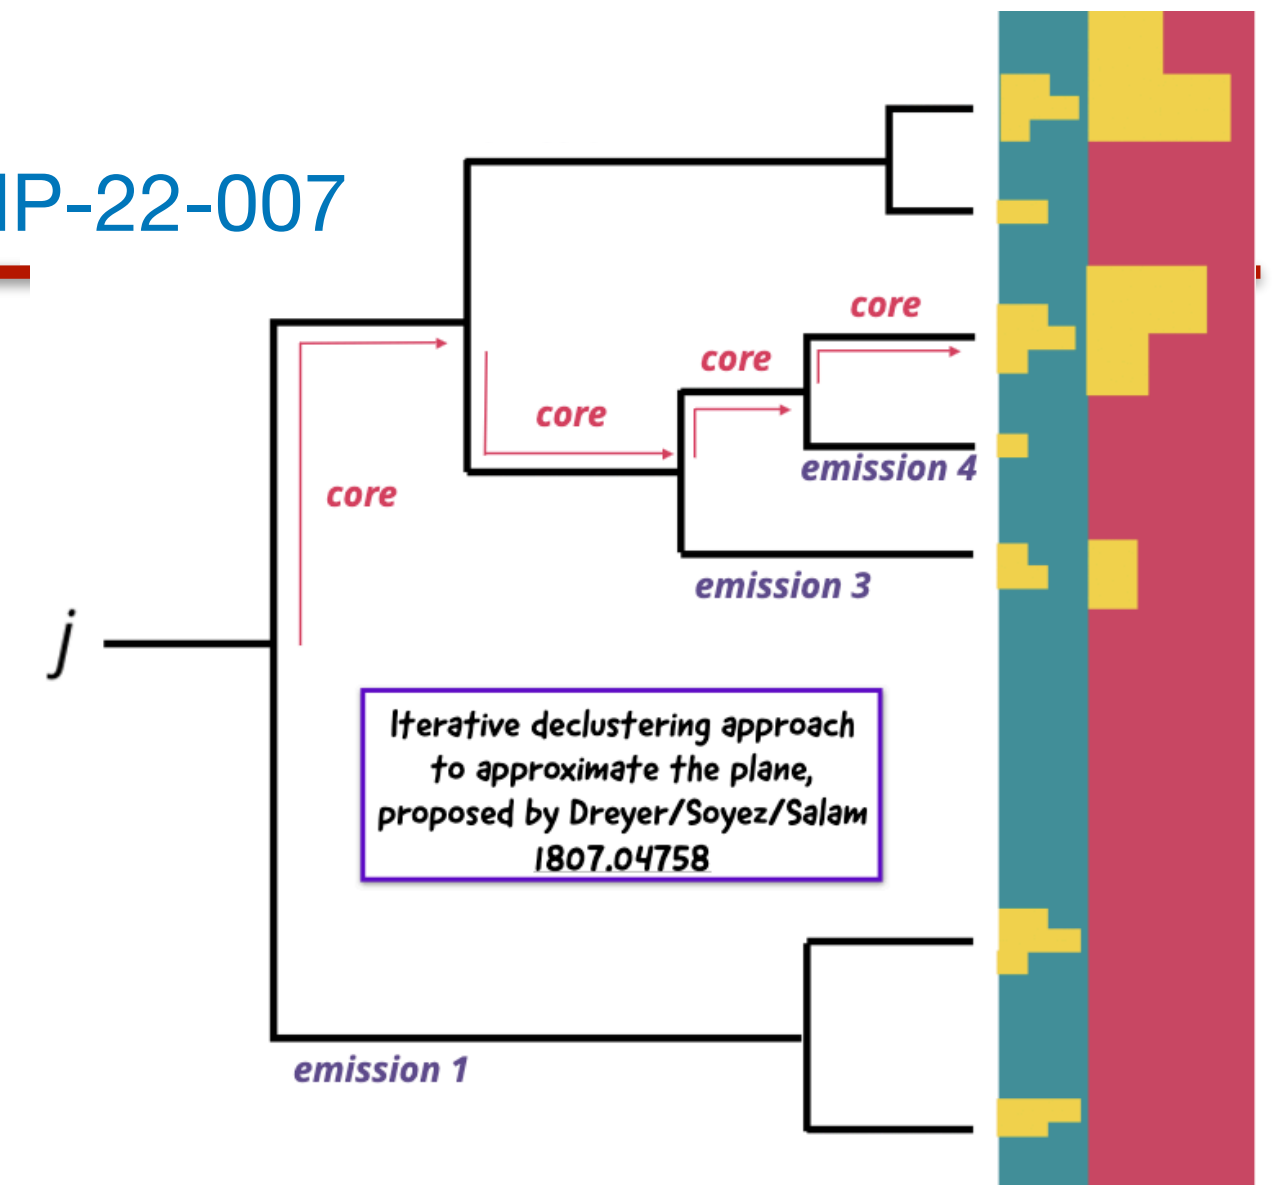 IP-22-007
core
core
core
emission 4
core
emission 3
j
Iterative declustering approach
to approximate the plane,
proposed by Dreyer/Soyez/Salam
1807.04758
emission 1